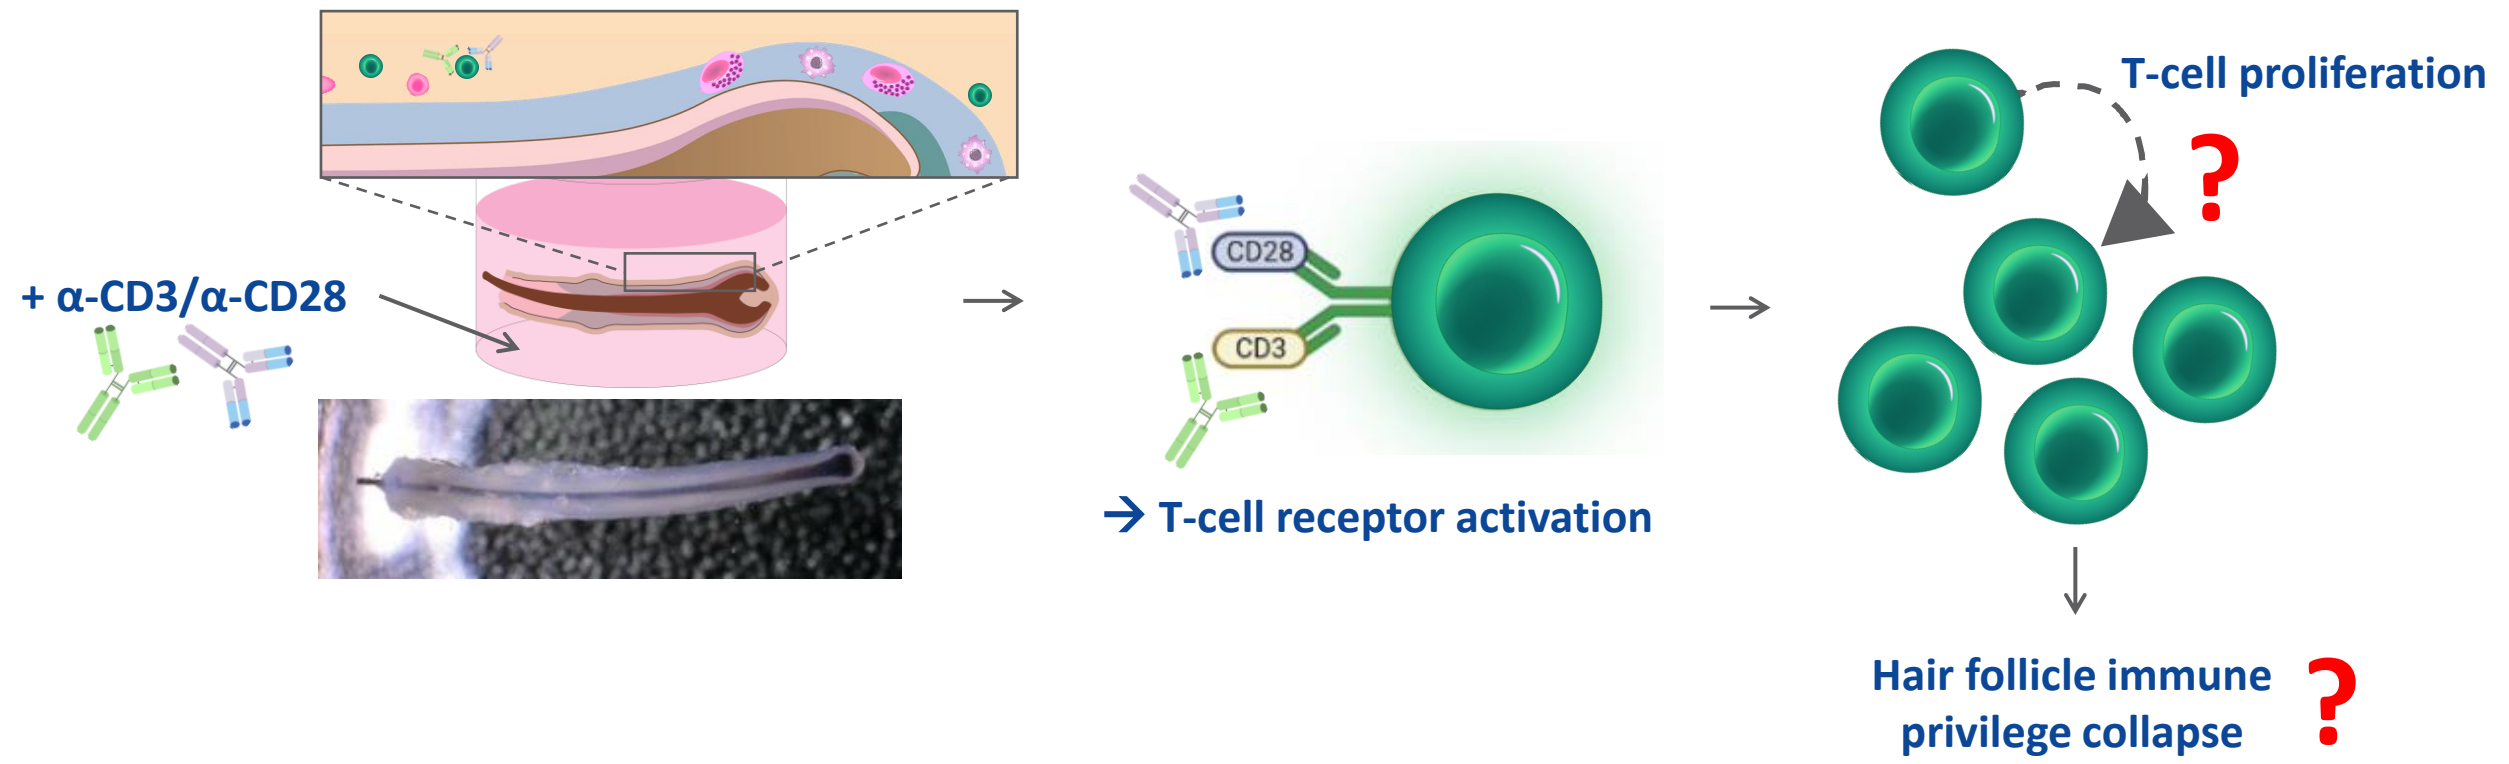 + α-CD3/α-CD28
CD28
CD3
→ T-cell receptor activation
T-cell proliferation
?
Hair follicle immune
privilege collapse
?